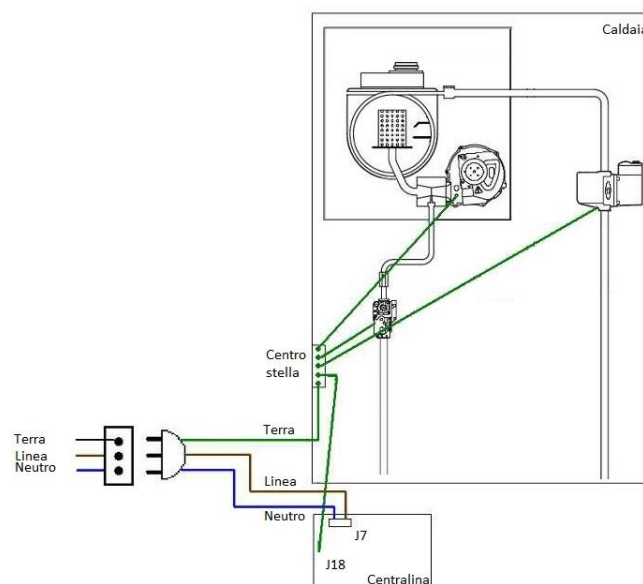 Caldaia
Centro
stella
Terra
Terra
Linea
Neutro
Linea
Neutro
J7
J18
Centralina